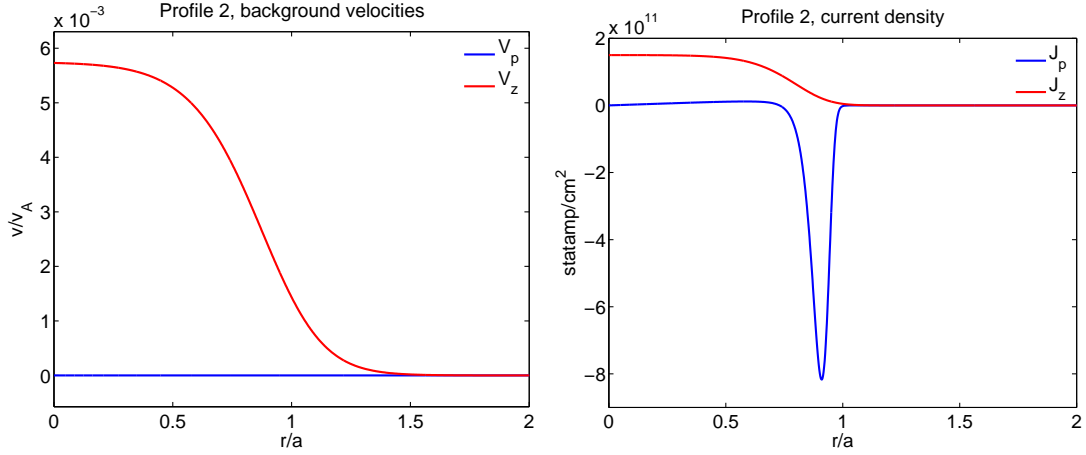 Profile 2, background velocities
x 10^-3
6
5
4
3
2
1
0
v/v_A
0 0.5 1 1.5 2
r/a
V_p
V_z
Profile 2, current density
x 10^11
2
0
−2
−4
−6
−8
statamp/cm^2
0 0.5 1 1.5 2
r/a
J_p
J_z